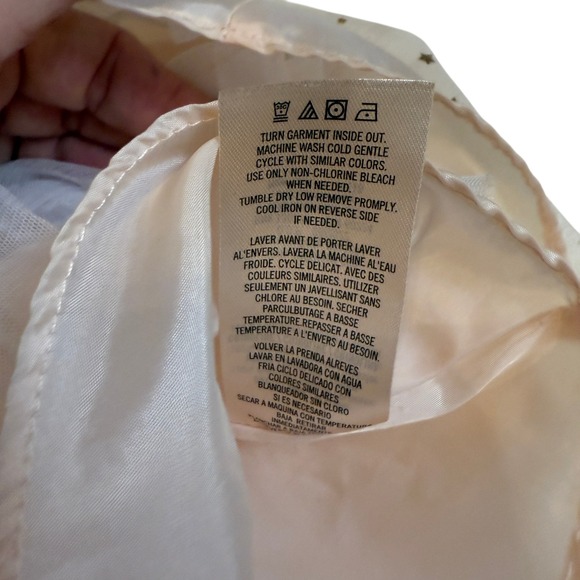 TURN GARMENT INSIDE OUT.
MACHINE WASH COLD GENTLE
CYCLE WITH SIMILAR COLORS.
USE ONLY NON-CHLORINE BLEACH
WHEN NEEDED.
TUMBLE DRY LOW REMOVE PROMPLY.
COOL IRON ON REVERSE SIDE
IF NEEDED.
LAVER AVANT DE PORTER LAVER
AL'ENVERS. LAVERA LA MACHINE AL'EAU
FROIDE. CYCLE DELICAT. AVEC DES
COULEURS SIMILAIRES. UTILIZER
SEULEMENT UN JAVELLISANT SANS
CHLORE AU BESOIN. SECHER
PARCULBUTAGE A BASSE
TEMPERATURE.REPASSER A BASSE
TEMPERATURE A L'ENVERS AU BESOIN.
VOLVER LA PRENDA ALREVES
LAVAR EN LAVADORA CON AGUA
FRIA CICLO DELICADO CON
COLORES SIMILARES
BLANQUEADOR SIN CLORO
SI ES NECESARIO
SECAR A MAQUINA CON TEMPERATURA
BAJA. RETIRAR
INMEDIATAMENTE